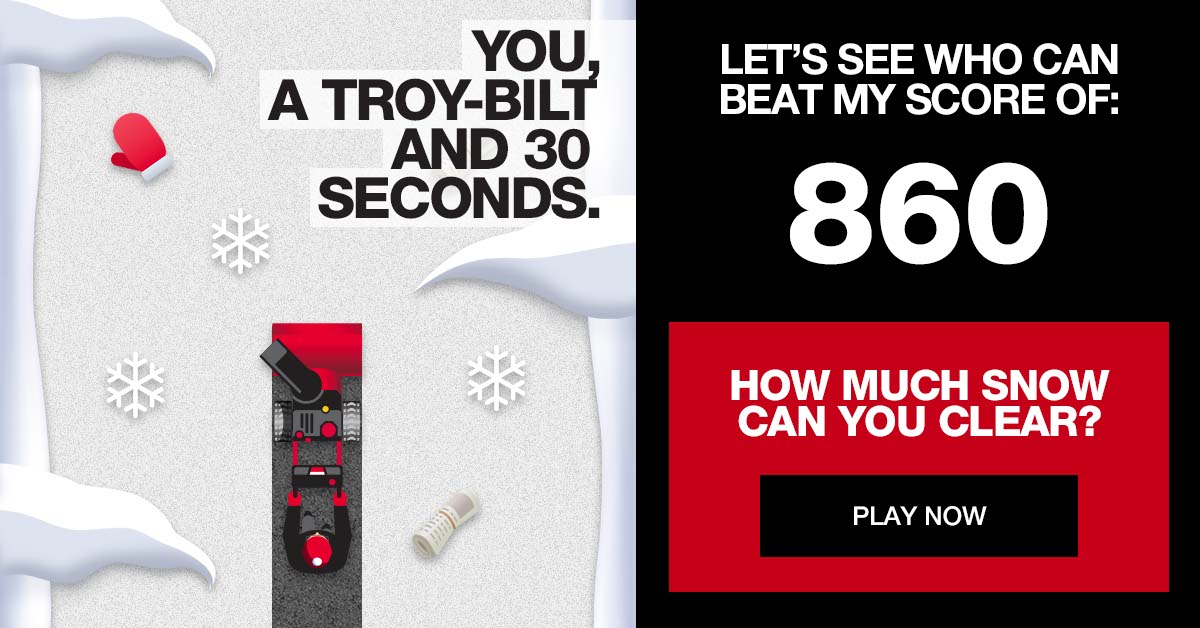 YOU,
A TROY-BILT
AND 30
SECONDS.
LET'S SEE WHO CAN
BEAT MY SCORE OF:
860
HOW MUCH SNOW
CAN YOU CLEAR?
PLAY NOW